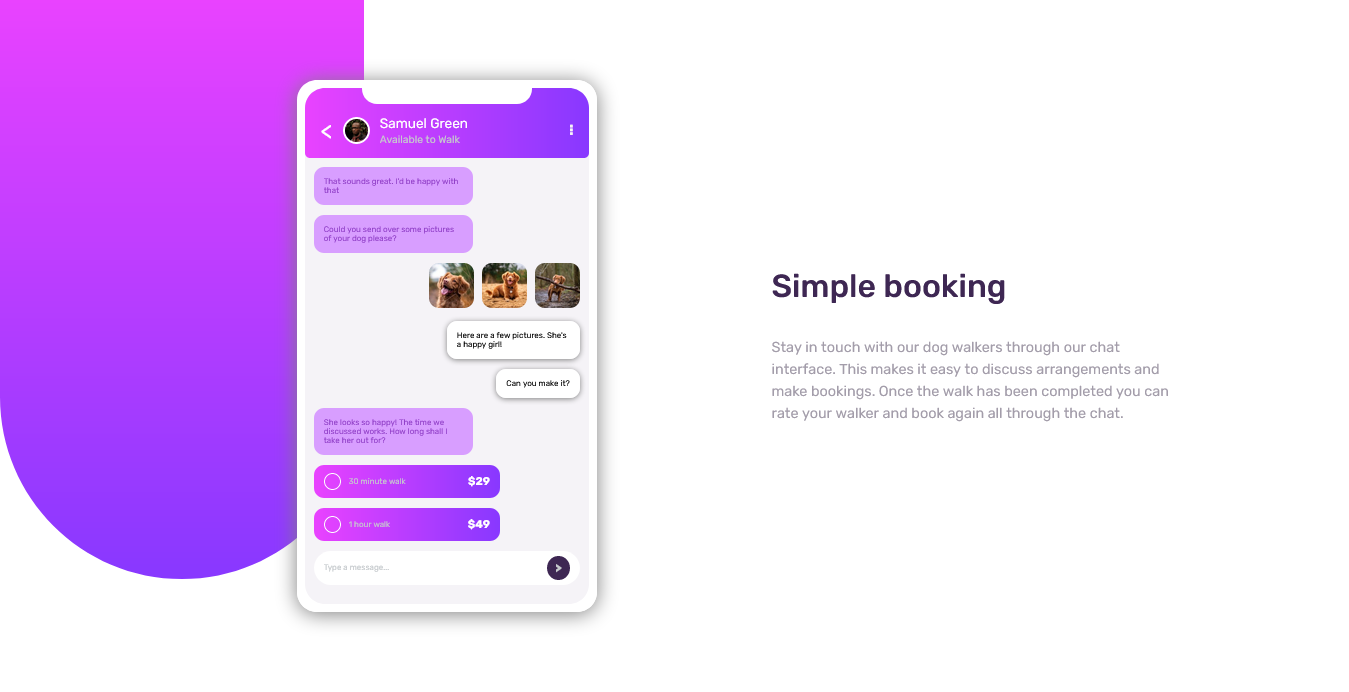 Samuel Green
Available to Walk
That sounds great. I'd be happy with
that
Could you send over some pictures
of your dog please?
Here are a few pictures. She's
a happy girl!
Can you make it?
She looks so happy! The time we
discussed works. How long shall I
take her out for?
30 minute walk $29
1 hour walk $49
Type a message...
Simple booking
Stay in touch with our dog walkers through our chat
interface. This makes it easy to discuss arrangements and
make bookings. Once the walk has been completed you can
rate your walker and book again all through the chat.